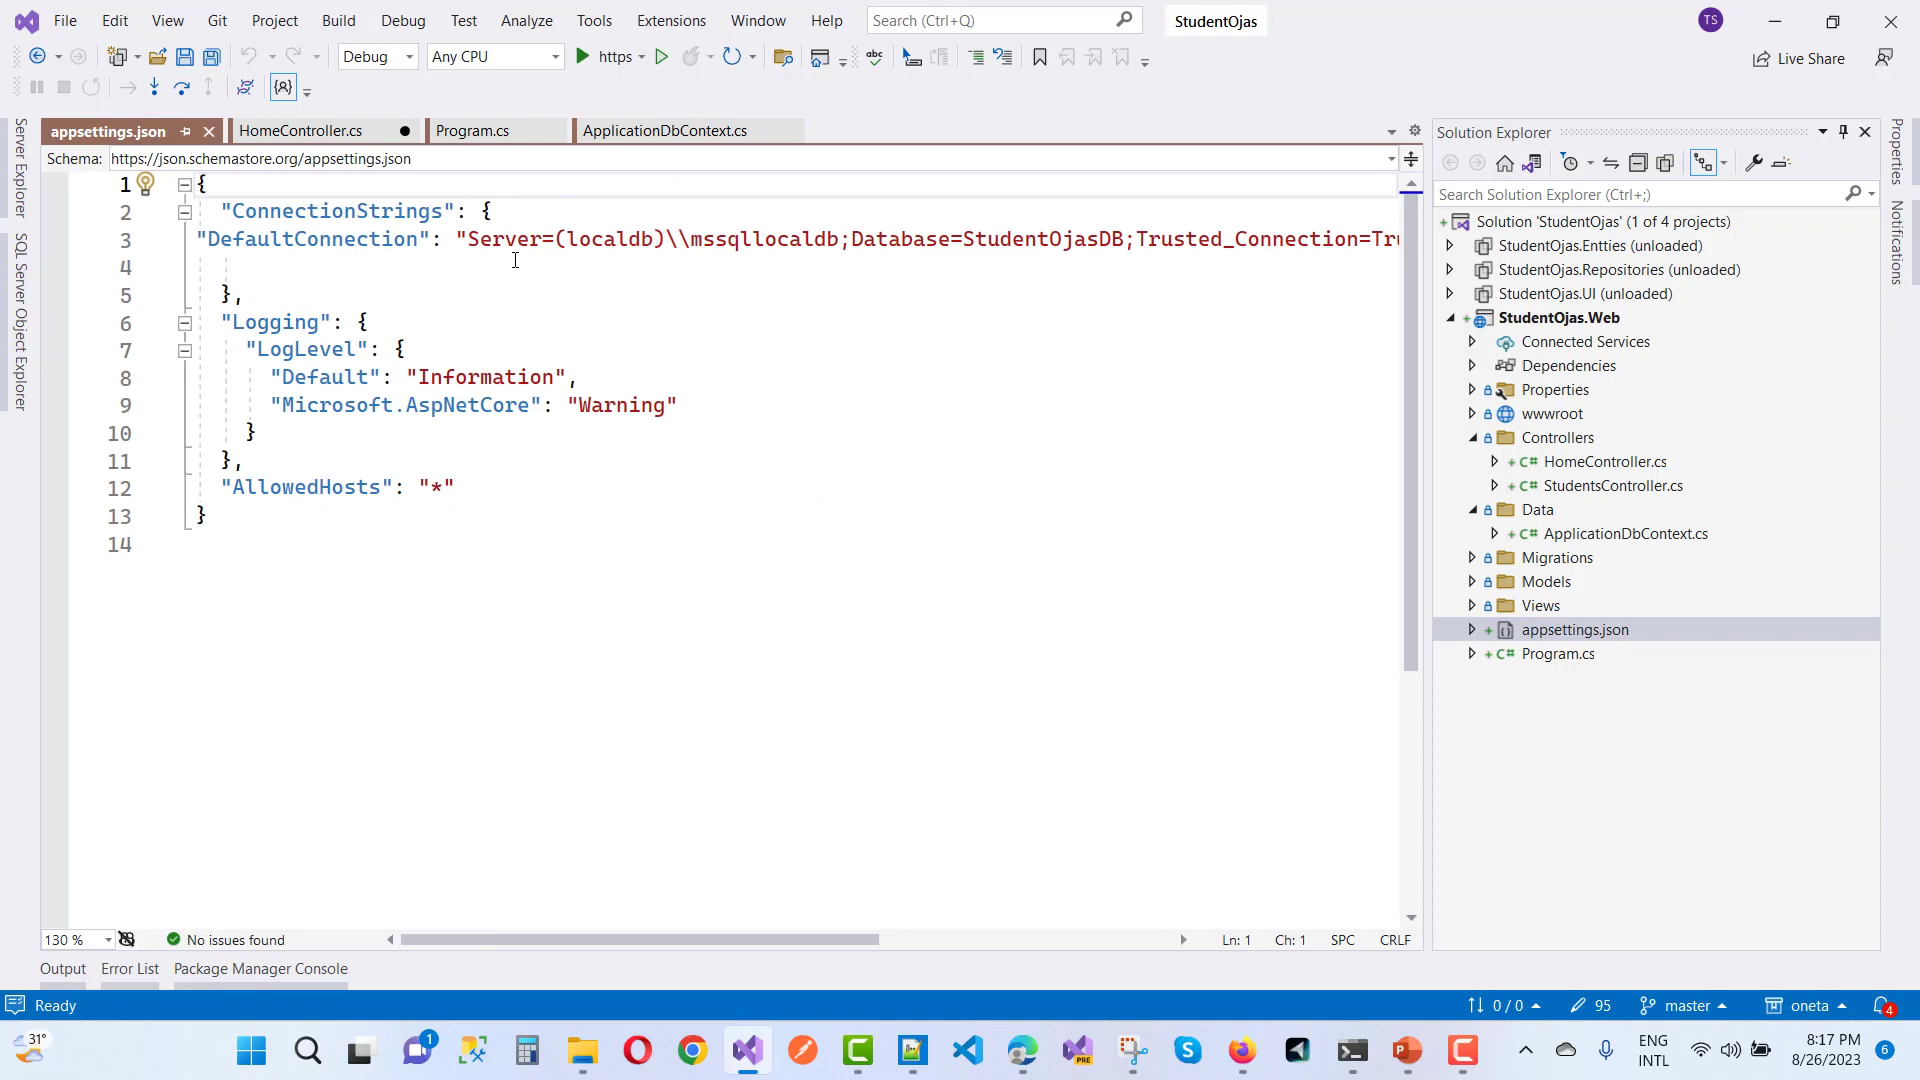 File Edit View Git Project Build Debug Test Analyze Tools Extensions Window Help Search (Ctrl+Q) StudentOjas TS
Debug Any CPU https Live Share
appsettings.json HomeController.cs Program.cs ApplicationDbContext.cs
Schema: https://json.schemastore.org/appsettings.json
1 {
2 "ConnectionStrings": {
3 "DefaultConnection": "Server=(localdb)\\mssqllocaldb;Database=StudentOjasDB;Trusted_Connection=Tru
4
5 },
6 "Logging": {
7 "LogLevel": {
8 "Default": "Information",
9 "Microsoft.AspNetCore": "Warning"
10 }
11 },
12 "AllowedHosts": "*"
13 }
14
130 % No issues found Ln: 1 Ch: 1 SPC CRLF
Server Explorer
SQL Server Object Explorer
Solution Explorer
Search Solution Explorer (Ctrl+;)
Solution 'StudentOjas' (1 of 4 projects)
StudentOjas.Entties (unloaded)
StudentOjas.Repositories (unloaded)
StudentOjas.UI (unloaded)
StudentOjas.Web
Connected Services
Dependencies
Properties
wwwroot
Controllers
C# HomeController.cs
C# StudentsController.cs
Data
C# ApplicationDbContext.cs
Migrations
Models
Views
appsettings.json
C# Program.cs
Properties
Notifications
Output Error List Package Manager Console
Ready 0 / 0 95 master oneta 4
31° 1 PRE ENG INTL 8:17 PM 8/26/2023 6